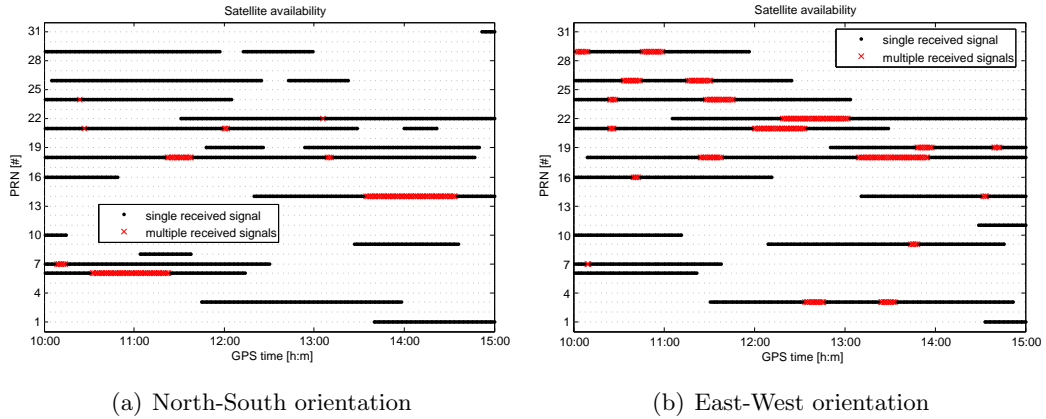 Satellite availability
31
28
25
22
19
16
13
10
7
4
1
PRN [#]
single received signal
multiple received signals
10:00
11:00
12:00
13:00
14:00
15:00
GPS time [h:m]
(a) North-South orientation
Satellite availability
31
28
25
22
19
16
13
10
7
4
1
PRN [#]
single received signal
multiple received signals
10:00
11:00
12:00
13:00
14:00
15:00
GPS time [h:m]
(b) East-West orientation